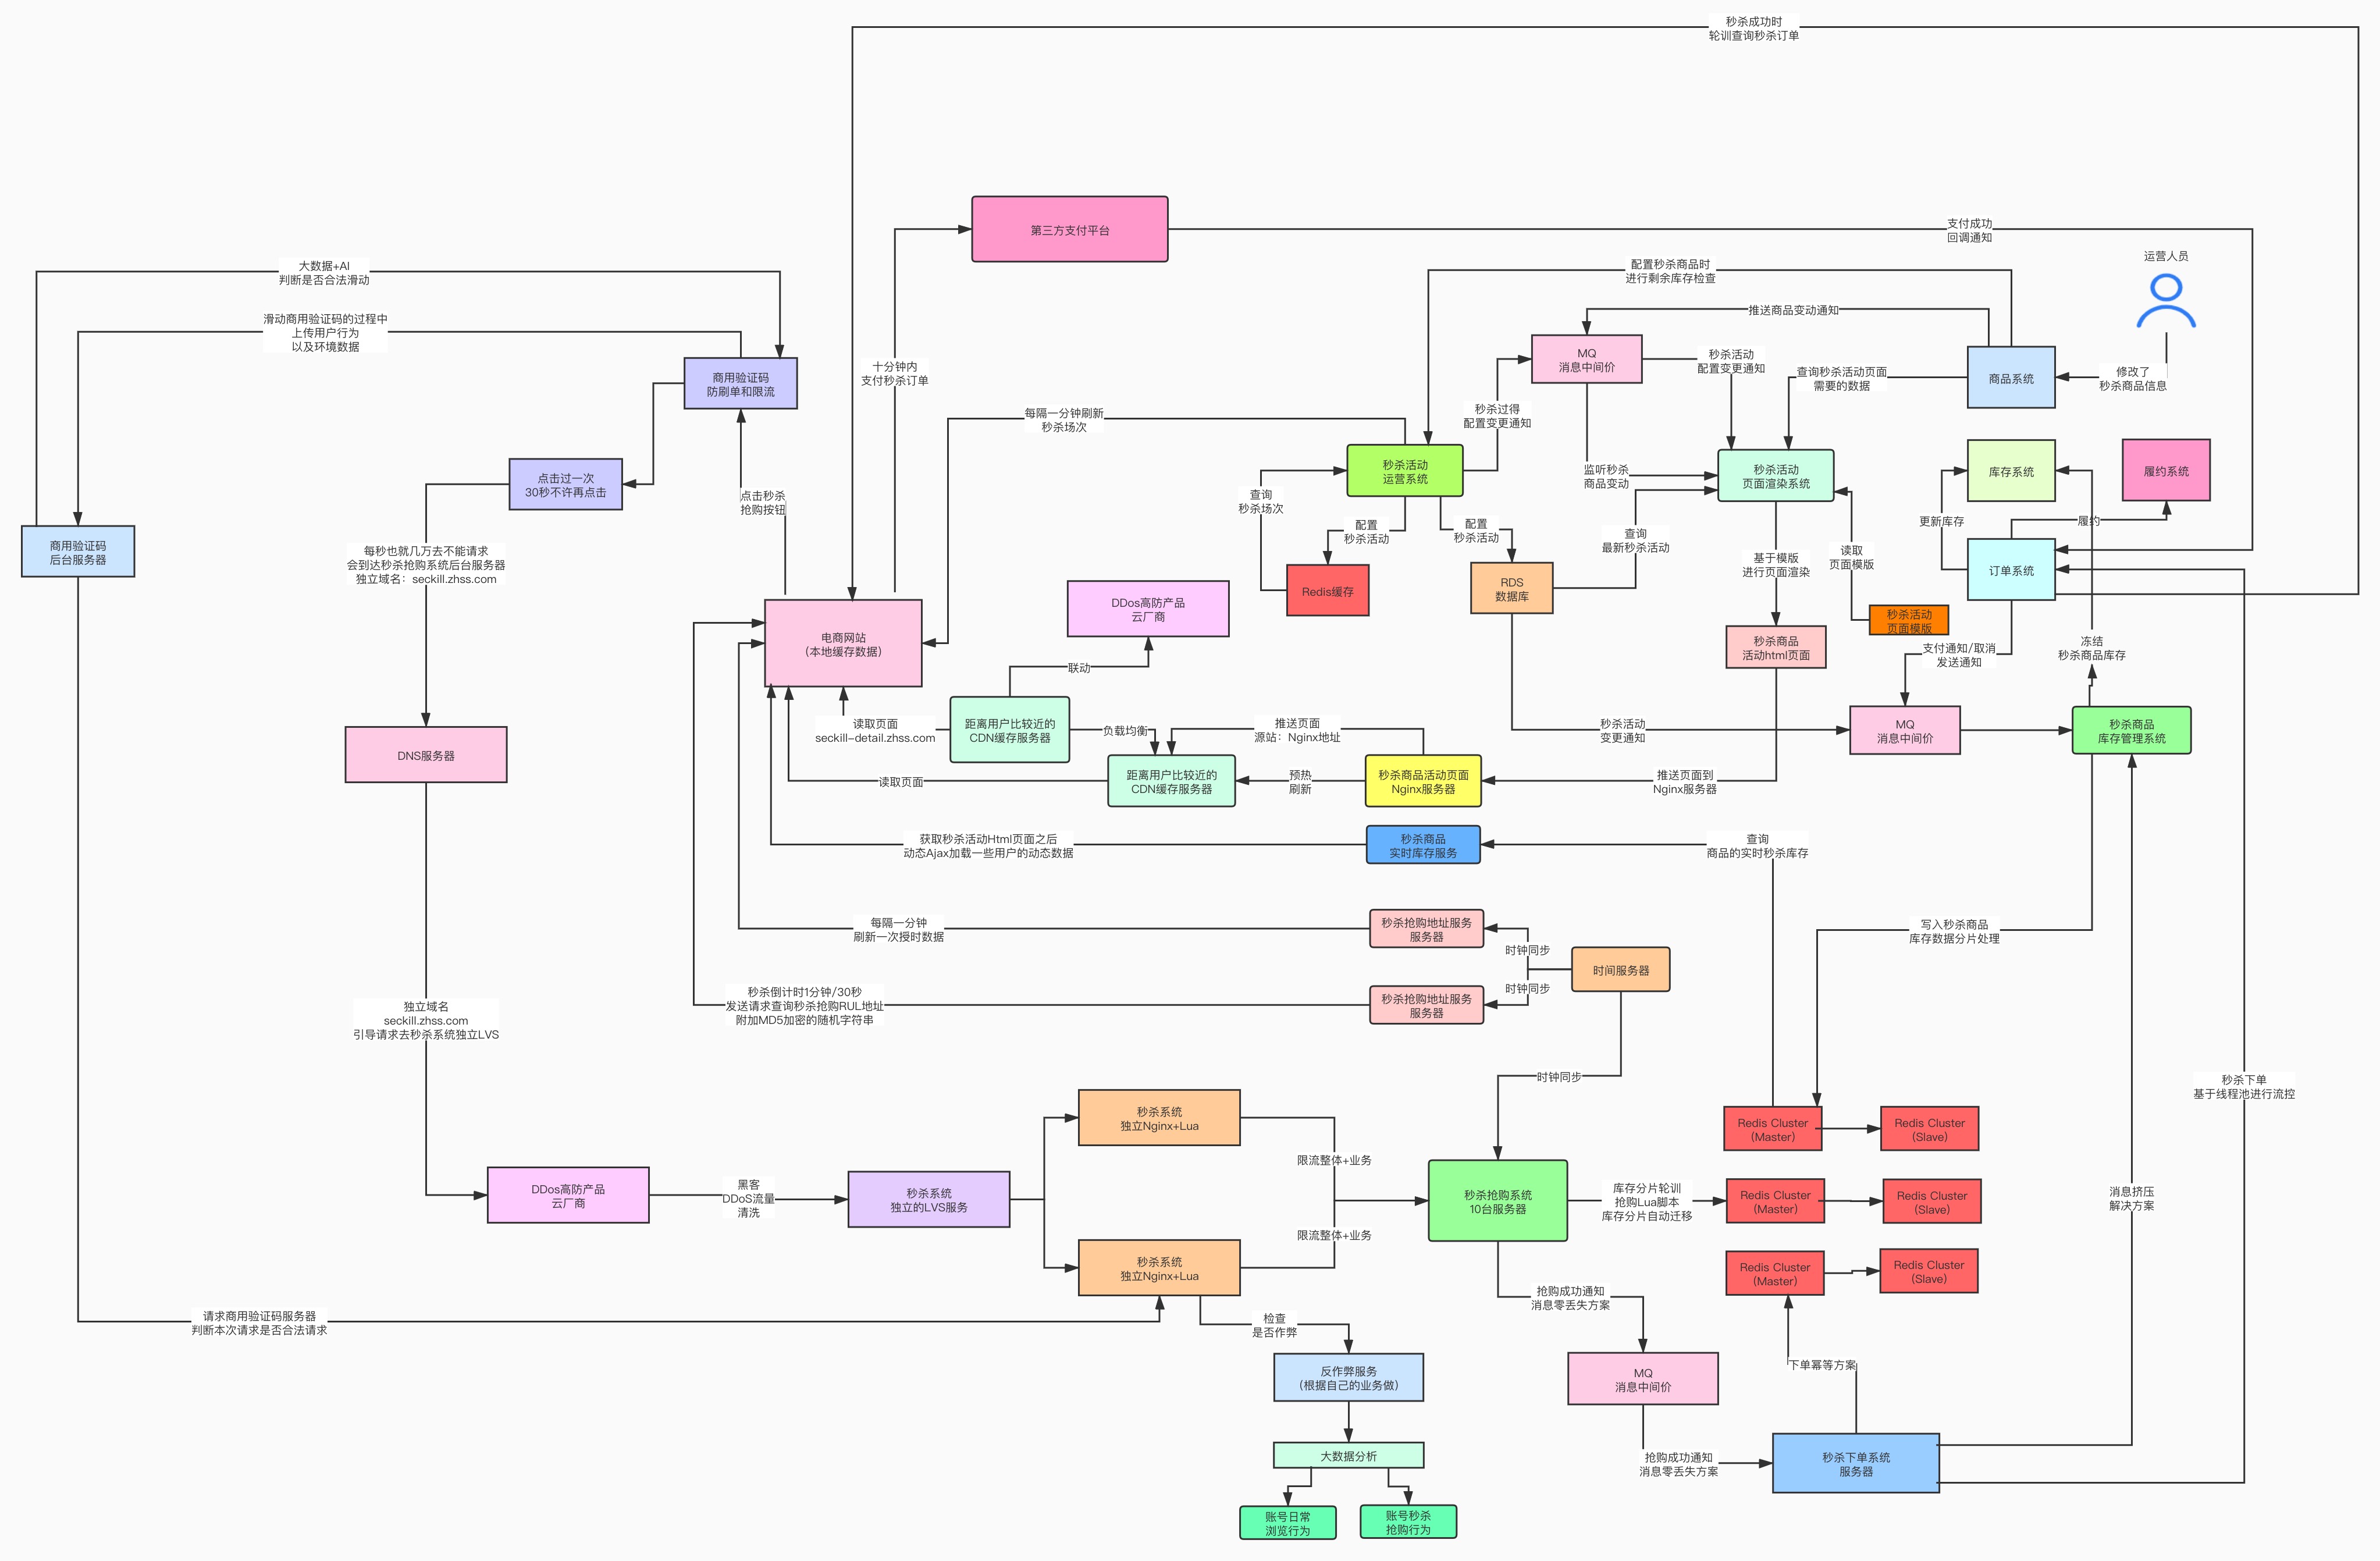 秒杀成功时
轮训查询秒杀订单
第三方支付平台
支付成功
回调通知
运营人员
大数据+AI
判断是否合法滑动
配置秒杀商品时
进行剩余库存检查
推送商品变动通知
滑动商用验证码的过程中
上传用户行为
以及环境数据
MQ
消息中间价
秒杀活动
配置变更通知
查询秒杀活动页面
需要的数据
商品系统
修改了
秒杀商品信息
商用验证码
防刷单和限流
十分钟内
支付秒杀订单
每隔一分钟刷新
秒杀场次
秒杀过得
配置变更通知
秒杀活动
运营系统
监听秒杀
商品变动
秒杀活动
页面渲染系统
库存系统
履约系统
点击过一次
30秒不许再点击
点击秒杀
抢购按钮
查询
秒杀场次
配置
秒杀活动
配置
秒杀活动
查询
最新秒杀活动
更新库存
履约
商用验证码
后台服务器
每秒也就几万去不能请求
会到达秒杀抢购系统后台服务器
独立域名：seckill.zhss.com
基于模版
进行页面渲染
读取
页面模版
订单系统
Redis缓存
RDS
数据库
DDos高防产品
云厂商
秒杀活动
页面模版
电商网站
（本地缓存数据）
秒杀商品
活动html页面
支付通知/取消
发送通知
冻结
秒杀商品库存
联动
读取页面
seckill-detail.zhss.com
距离用户比较近的
CDN缓存服务器
负载均衡
推送页面
源站：Nginx地址
秒杀活动
变更通知
MQ
消息中间价
秒杀商品
库存管理系统
DNS服务器
读取页面
距离用户比较近的
CDN缓存服务器
预热
刷新
秒杀商品活动页面
Nginx服务器
推送页面到
Nginx服务器
获取秒杀活动Html页面之后
动态Ajax加载一些用户的动态数据
秒杀商品
实时库存服务
查询
商品的实时秒杀库存
每隔一分钟
刷新一次授时数据
秒杀抢购地址服务
服务器
时钟同步
时间服务器
写入秒杀商品
库存数据分片处理
秒杀倒计时1分钟/30秒
发送请求查询秒杀抢购RUL地址
附加MD5加密的随机字符串
秒杀抢购地址服务
服务器
时钟同步
独立域名
seckill.zhss.com
引导请求去秒杀系统独立LVS
时钟同步
秒杀下单
基于线程池进行流控
秒杀系统
独立Nginx+Lua
Redis Cluster
(Master)
Redis Cluster
(Slave)
限流整体+业务
DDos高防产品
云厂商
黑客
DDoS流量
清洗
秒杀系统
独立的LVS服务
秒杀抢购系统
10台服务器
库存分片轮训
抢购Lua脚本
库存分片自动迁移
Redis Cluster
(Master)
Redis Cluster
(Slave)
消息挤压
解决方案
限流整体+业务
秒杀系统
独立Nginx+Lua
Redis Cluster
(Master)
Redis Cluster
(Slave)
抢购成功通知
消息零丢失方案
请求商用验证码服务器
判断本次请求是否合法请求
检查
是否作弊
反作弊服务
（根据自己的业务做）
MQ
消息中间价
下单幂等方案
大数据分析
抢购成功通知
消息零丢失方案
秒杀下单系统
服务器
账号日常
浏览行为
账号秒杀
抢购行为